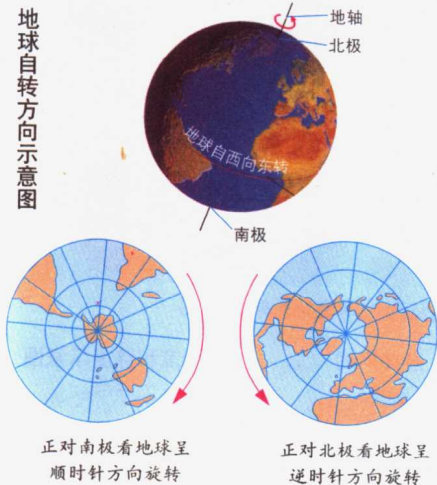 地球自转方向示意图
地轴
北极
地球自西向东转
南极
正对南极看地球呈
顺时针方向旋转
正对北极看地球呈
逆时针方向旋转